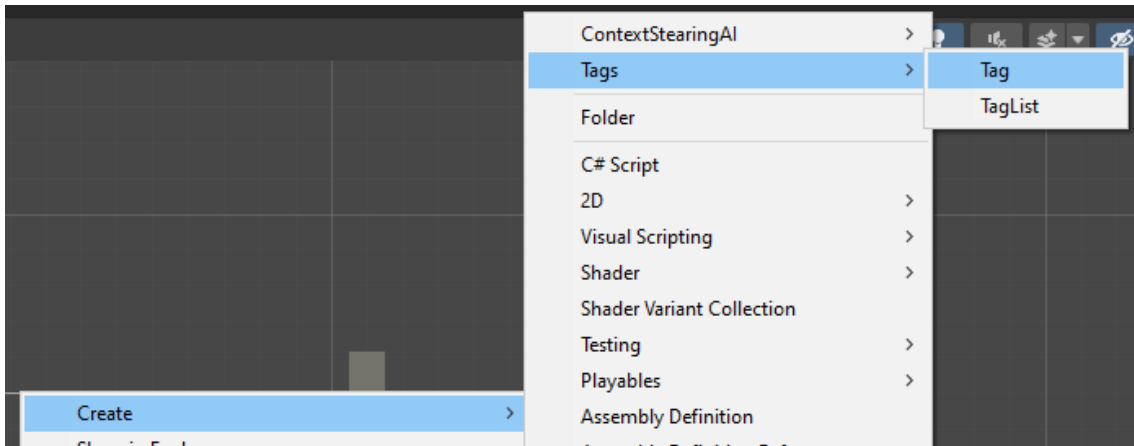 ContextStearingAI
Tags
Tag
TagList
Folder
C# Script
2D
Visual Scripting
Shader
Shader Variant Collection
Testing
Playables
Assembly Definition
Create